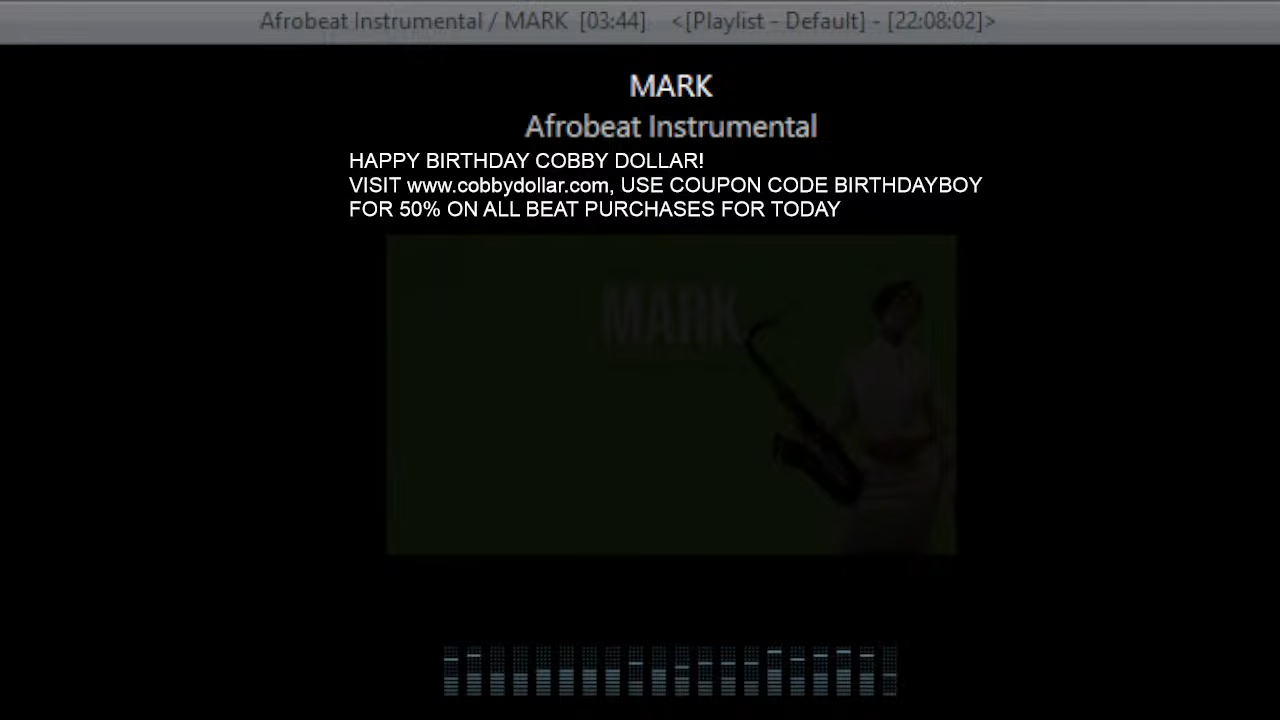 Afrobeat Instrumental / MARK [03:44] <[Playlist - Default] - [22:08:02]>
MARK
Afrobeat Instrumental
HAPPY BIRTHDAY COBBY DOLLAR!
VISIT www.cobbydollar.com, USE COUPON CODE BIRTHDAYBOY
FOR 50% ON ALL BEAT PURCHASES FOR TODAY
MARK